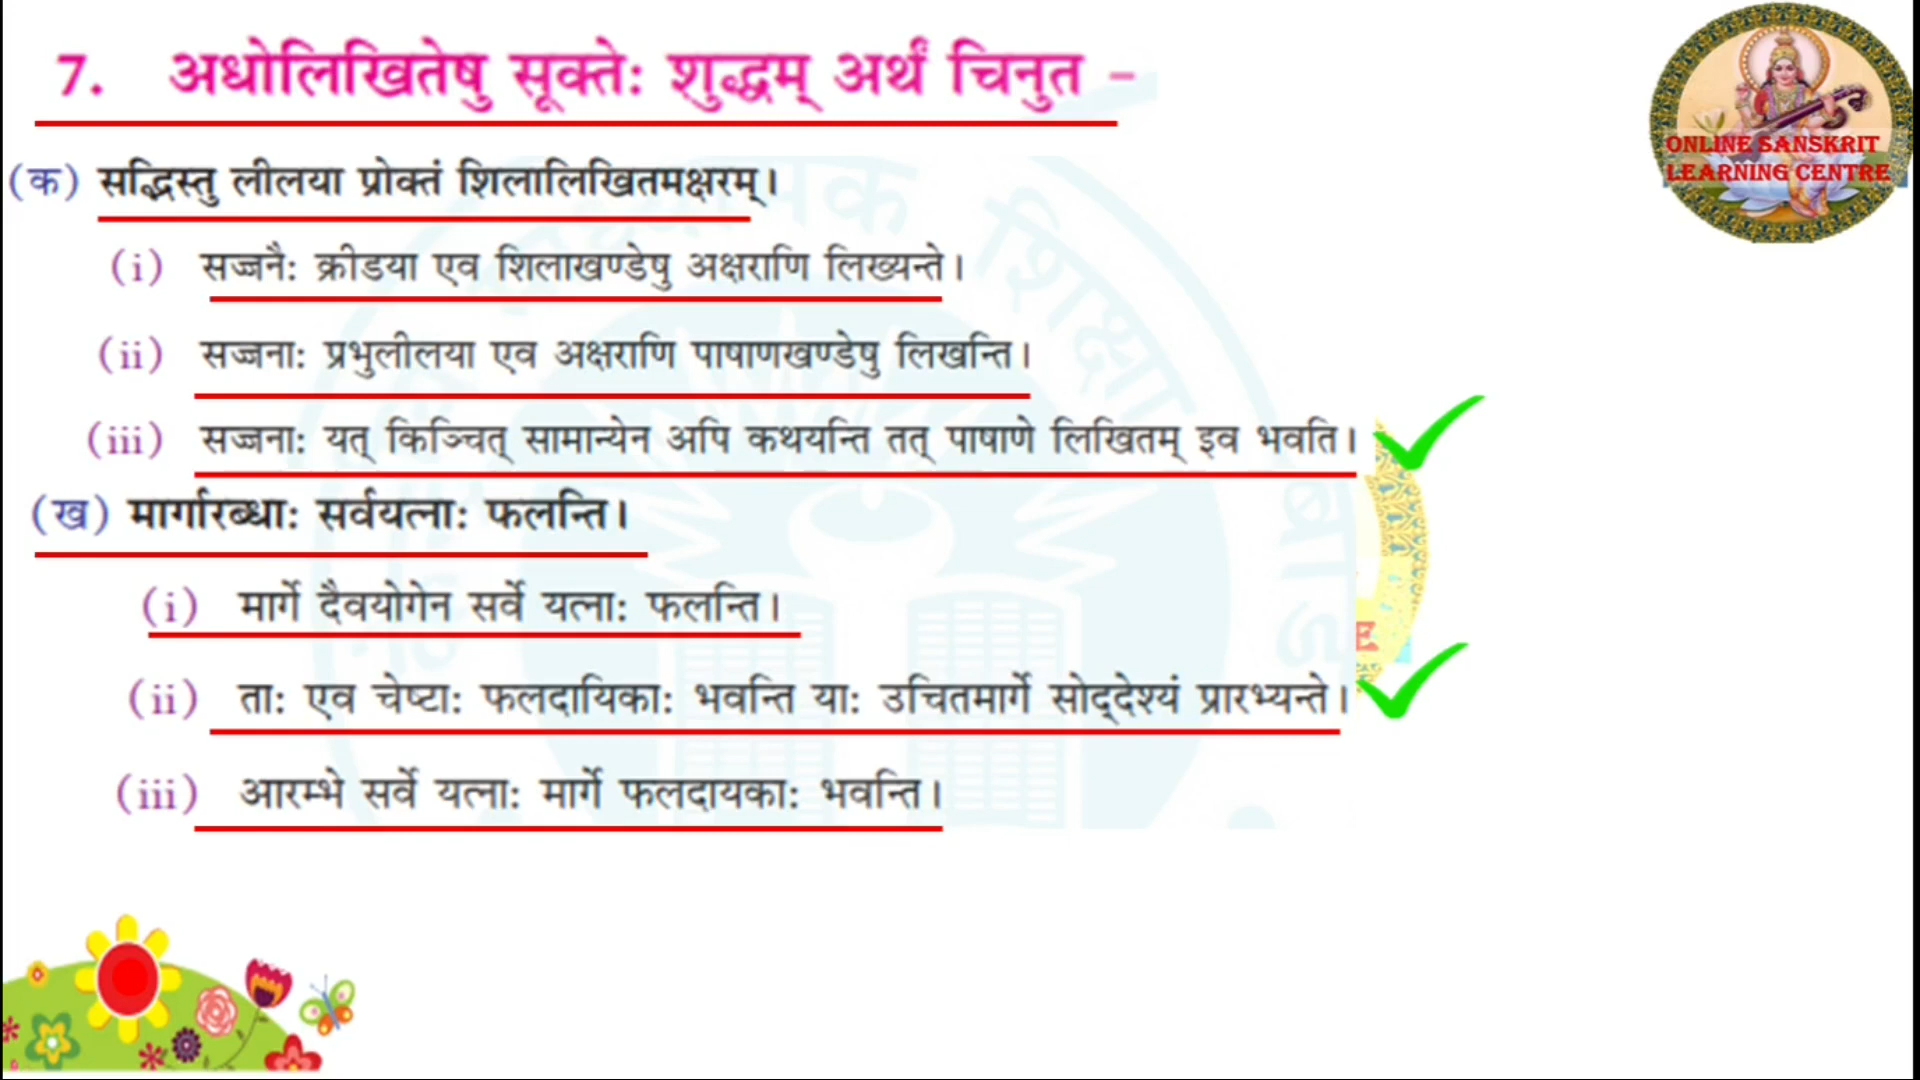 7. अधोलिखितेषु सूक्तेः शुद्धम् अर्थं चिनुत –
ONLINE SANSKRIT
LEARNING CENTRE
(क) सद्भिस्तु लीलया प्रोक्तं शिलालिखितमक्षरम्।
(i) सज्जनैः क्रीडया एव शिलाखण्डेषु अक्षराणि लिख्यन्ते।
(ii) सज्जनाः प्रभुलीलया एव अक्षराणि पाषाणखण्डेषु लिखन्ति।
(iii) सज्जनाः यत् किञ्चित् सामान्येन अपि कथयन्ति तत् पाषाणे लिखितम् इव भवति।
(ख) मार्गारब्धाः सर्वयत्नाः फलन्ति।
(i) मार्गे दैवयोगेन सर्वे यत्नाः फलन्ति।
(ii) ताः एव चेष्टाः फलदायिकाः भवन्ति याः उचितमार्गे सोद्देश्यं प्रारभ्यन्ते।
(iii) आरम्भे सर्वे यत्नाः मार्गे फलदायकाः भवन्ति।